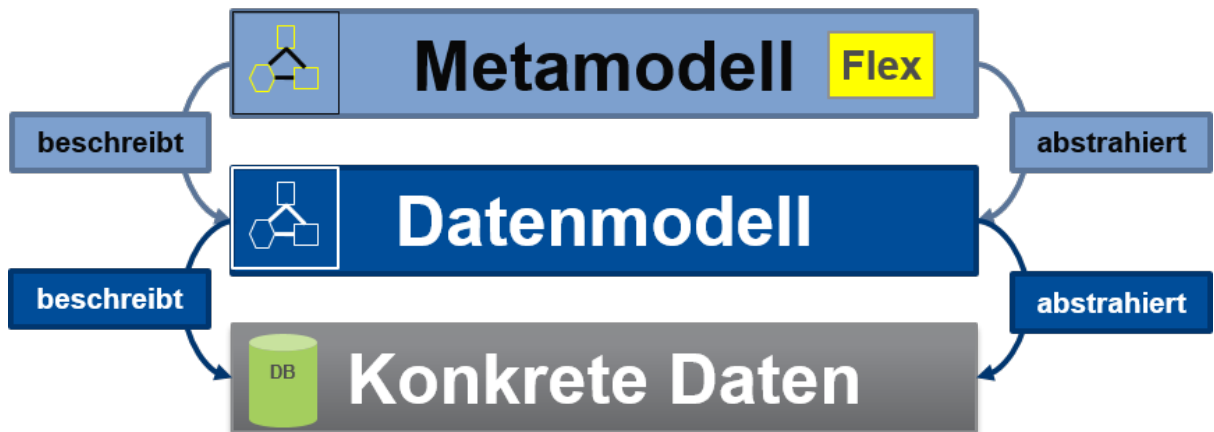 Metamodell Flex
beschreibt
abstrahiert
Datenmodell
beschreibt
abstrahiert
DB
Konkrete Daten